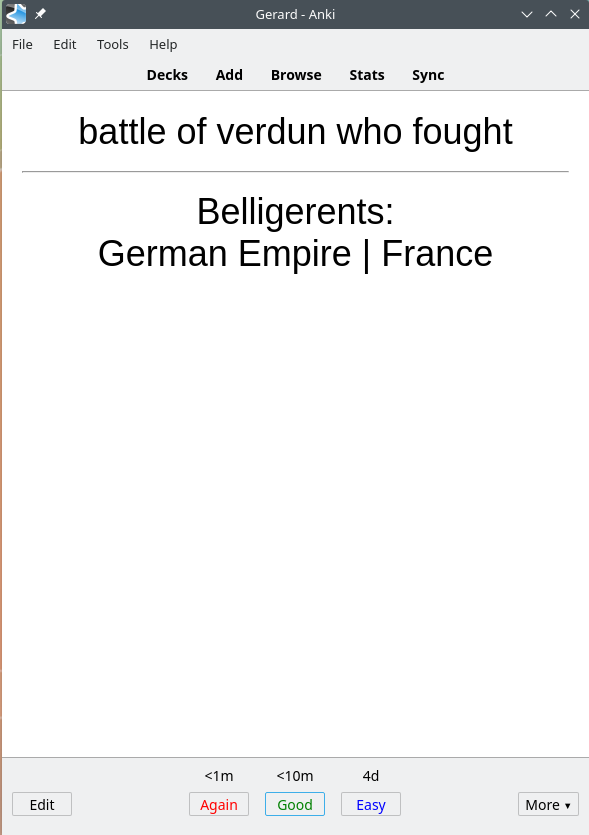 Gerard - Anki
File Edit Tools Help
Decks Add Browse Stats Sync
battle of verdun who fought
Belligerents:
German Empire | France
<1m <10m 4d
Edit Again Good Easy More ▾